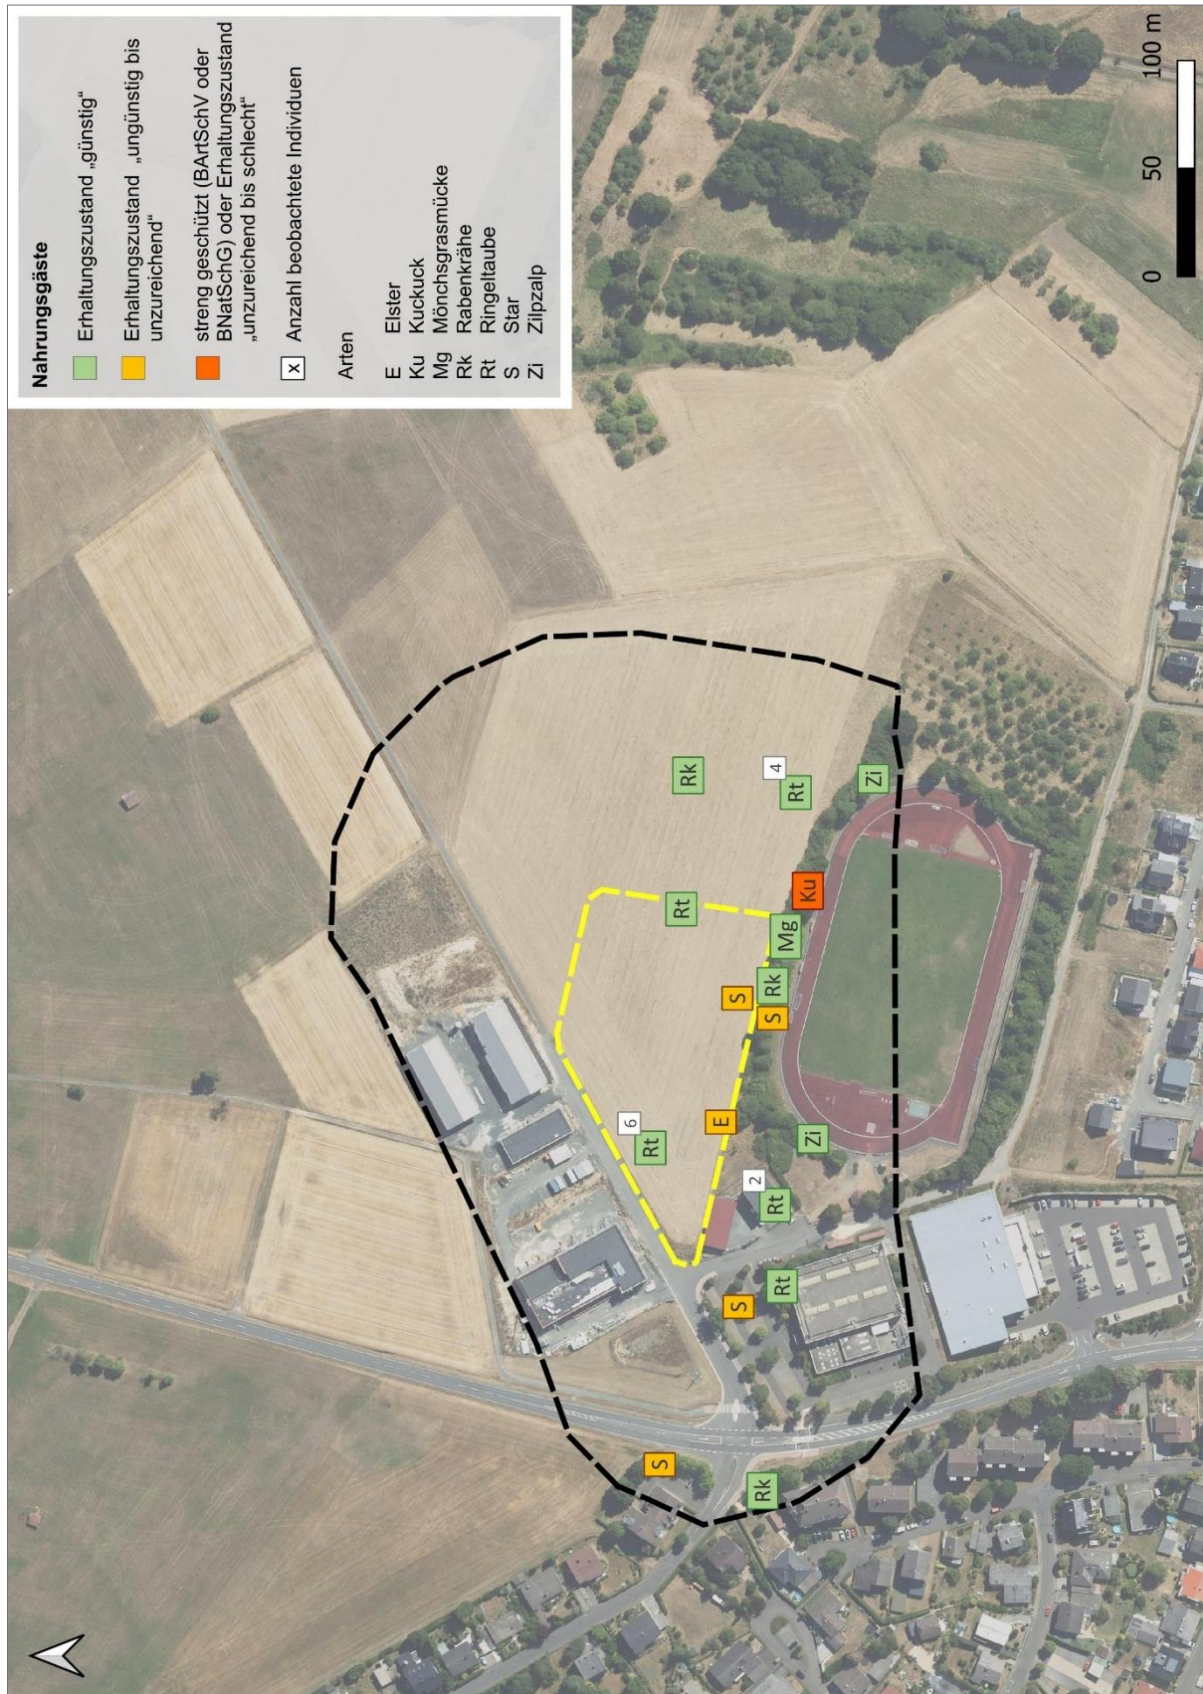 Nahrungsgäste
Erhaltungszustand „günstig“
Erhaltungszustand „ungünstig bis
unzureichend“
streng geschützt (BArtSchV oder
BNatSchG) oder Erhaltungszustand
„unzureichend bis schlecht“
x Anzahl beobachtete Individuen
Arten
E Elster
Ku Kuckuck
Mg Mönchsgrasmücke
Rk Rabenkrähe
Rt Ringeltaube
S Star
Zi Zilpzalp
S
Rk
S
Rt
Rt
2
Rt
6
E
Zi
S
S
Rk
Mg
Rt
Ku
Rk
Rt
4
Zi
0 50 100 m